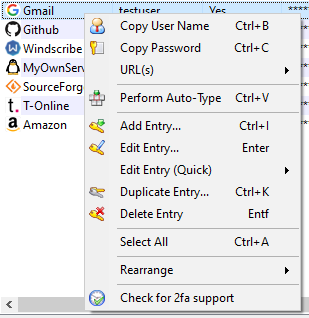 Gmail testuser Yes ****
Github
Windscribe
MyOwnServ
SourceForg
T-Online
Amazon
Copy User Name Ctrl+B
Copy Password Ctrl+C
URL(s)
Perform Auto-Type Ctrl+V
Add Entry... Ctrl+I
Edit Entry... Enter
Edit Entry (Quick)
Duplicate Entry... Ctrl+K
Delete Entry Entf
Select All Ctrl+A
Rearrange
Check for 2fa support